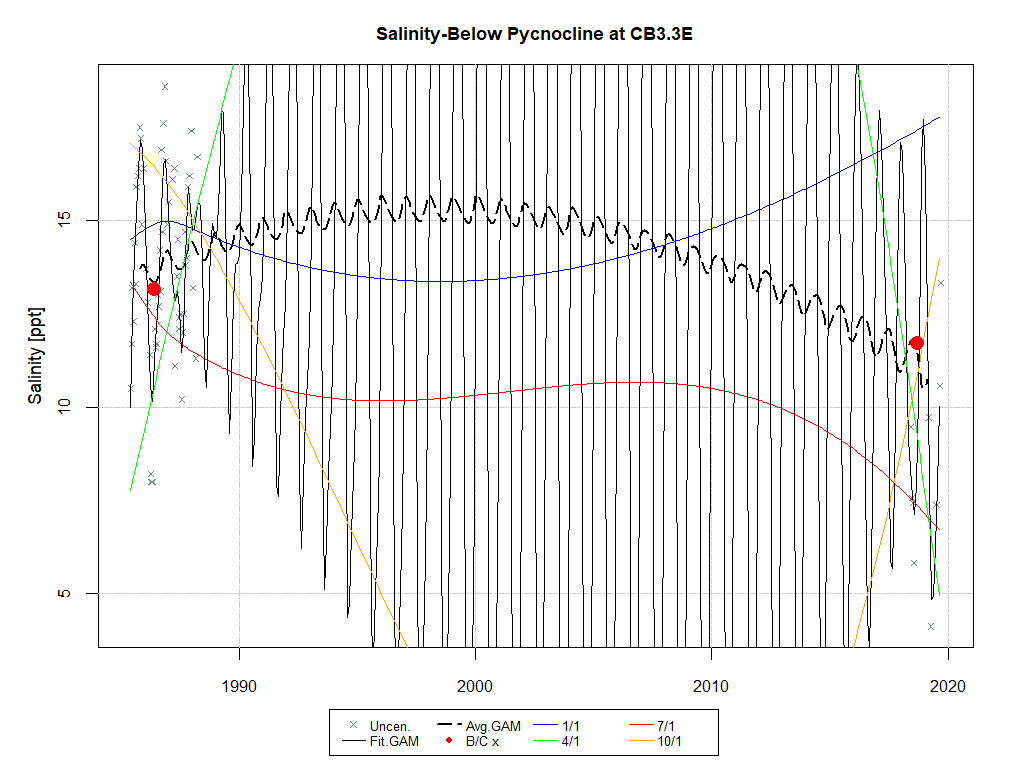 Salinity-Below Pycnocline at CB3.3E
Salinity [ppt]
15
10
5
1990 2000 2010 2020
Uncen. Avg.GAM 1/1 7/1
Fit.GAM B/C x 4/1 10/1